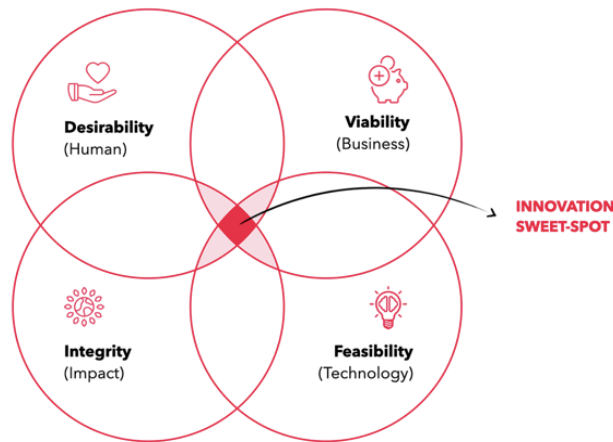 Desirability
(Human)
Viability
(Business)
INNOVATION
SWEET-SPOT
Integrity
(Impact)
Feasibility
(Technology)